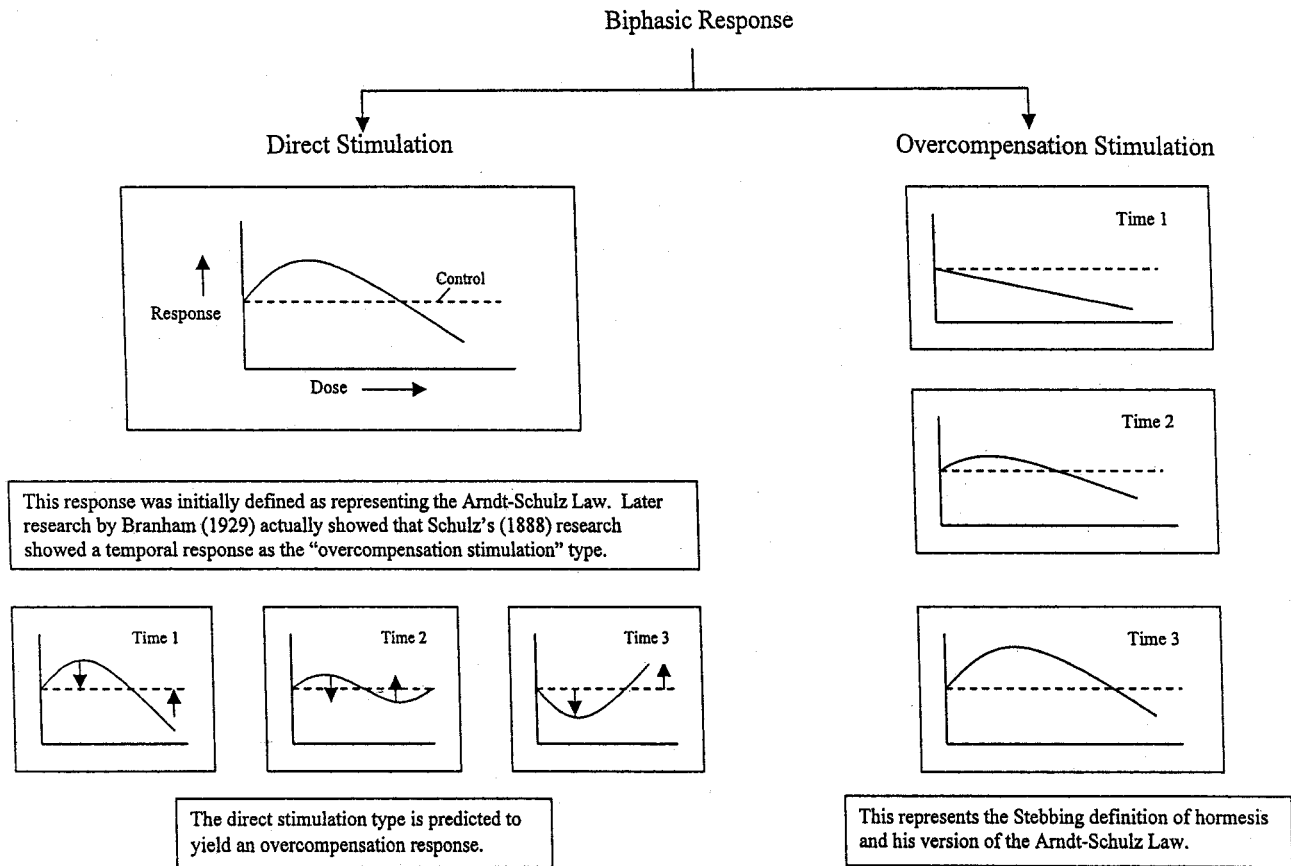 Biphasic Response
Direct Stimulation
Overcompensation Stimulation
Response
Control
Dose
Time 1
Time 2
Time 3
This response was initially defined as representing the Arndt-Schulz Law. Later
research by Branham (1929) actually showed that Schulz's (1888) research
showed a temporal response as the “overcompensation stimulation” type.
Time 1
Time 2
Time 3
The direct stimulation type is predicted to
yield an overcompensation response.
This represents the Stebbing definition of hormesis
and his version of the Arndt-Schulz Law.